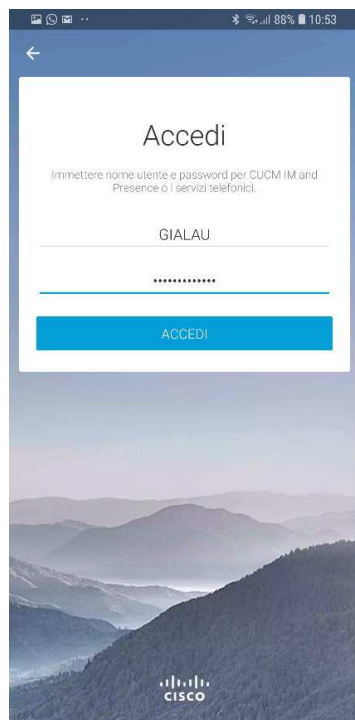 88% 10:53
Accedi
Immettere nome utente e password per CUCM IM and
Presence o i servizi telefonici.
GIALAU
•••••••••••••
ACCEDI
CISCO